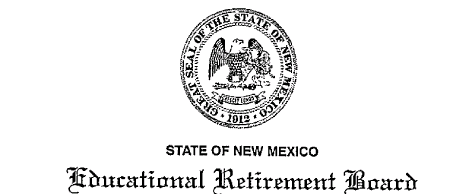 GREAT SEAL OF THE STATE OF NEW MEXICO
· 1912 ·
STATE OF NEW MEXICO
Educational Retirement Board